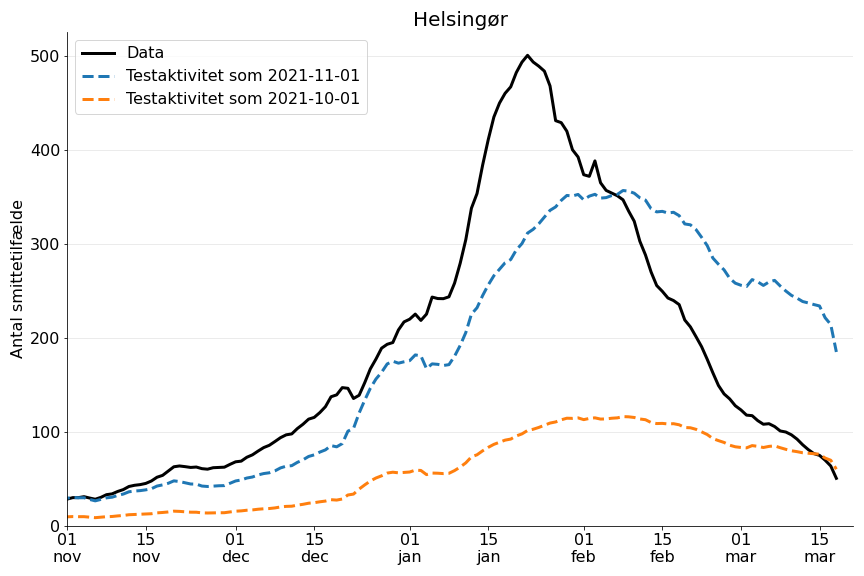 Helsingør
Data
Testaktivitet som 2021-11-01
Testaktivitet som 2021-10-01
Antal smittetilfælde
500
400
300
200
100
0
01 15 01 15 01 15 01 15 01 15
nov nov dec dec jan jan feb feb mar mar